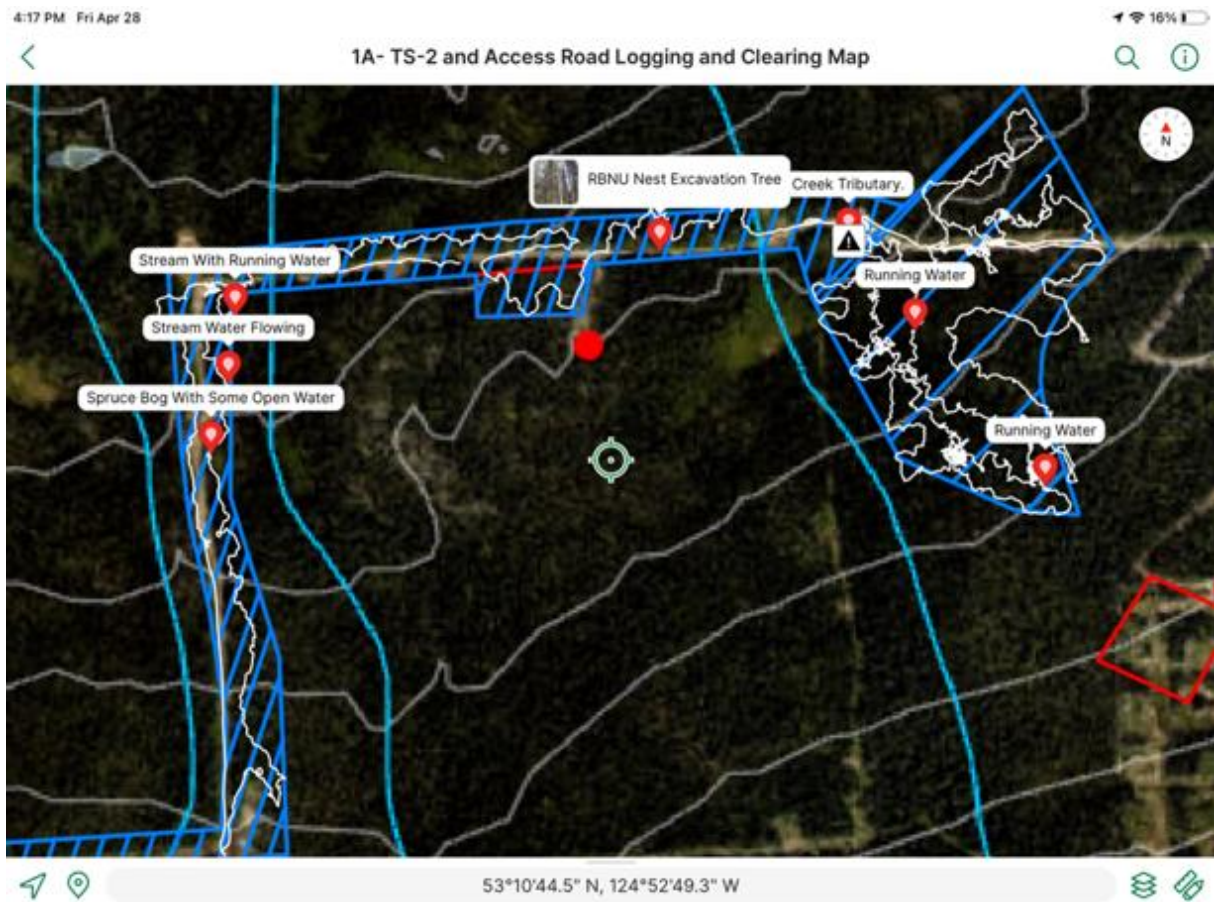 4:17 PM Fri Apr 28
16%
1A- TS-2 and Access Road Logging and Clearing Map
N
RBNU Nest Excavation Tree
Creek Tributary.
Stream With Running Water
Running Water
Stream Water Flowing
Spruce Bog With Some Open Water
Running Water
53°10'44.5" N, 124°52'49.3" W